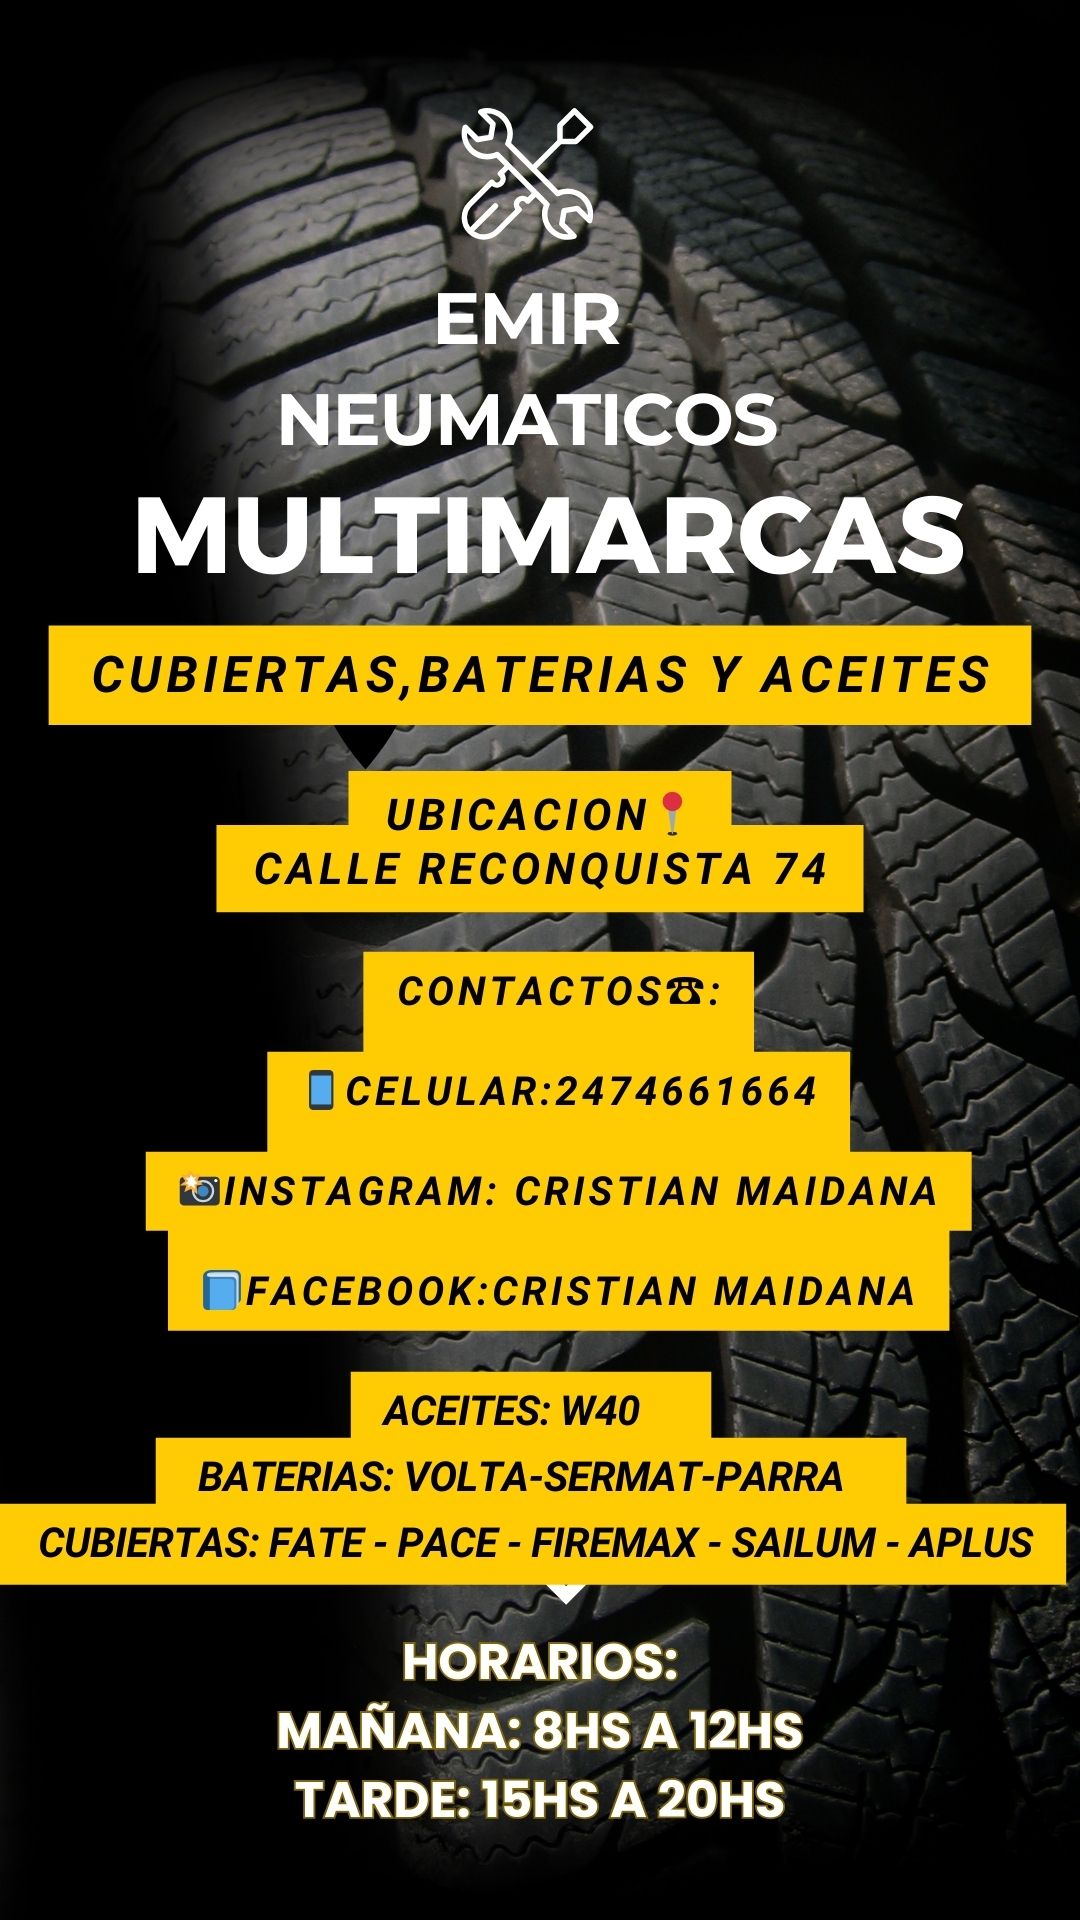 EMIR
NEUMATICOS
MULTIMARCAS
CUBIERTAS,BATERIAS Y ACEITES
UBICACION📍
CALLE RECONQUISTA 74
CONTACTOS☎:
📱CELULAR:2474661664
📸INSTAGRAM: CRISTIAN MAIDANA
📘FACEBOOK:CRISTIAN MAIDANA
ACEITES: W40
BATERIAS: VOLTA-SERMAT-PARRA
CUBIERTAS: FATE - PACE - FIREMAX - SAILUM - APLUS
HORARIOS:
MAÑANA: 8HS A 12HS
TARDE: 15HS A 20HS